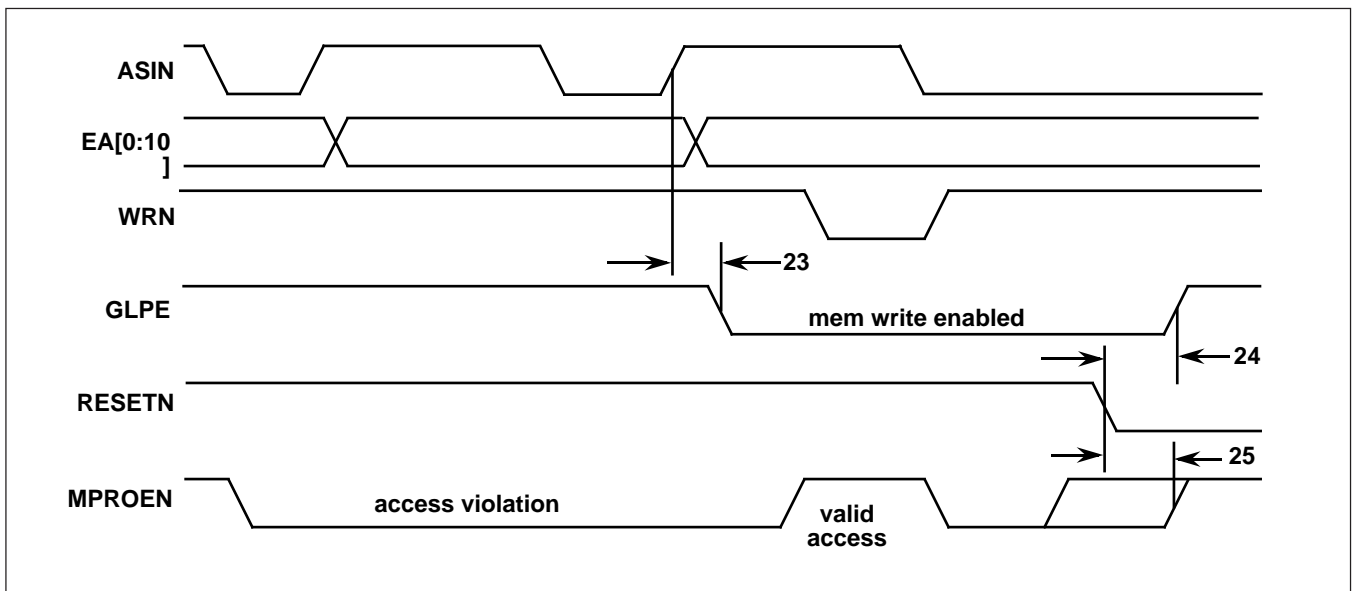 ASIN
EA[0:10
]
WRN
23
GLPE
mem write enabled
24
RESETN
25
MPROEN
access violation
valid
access